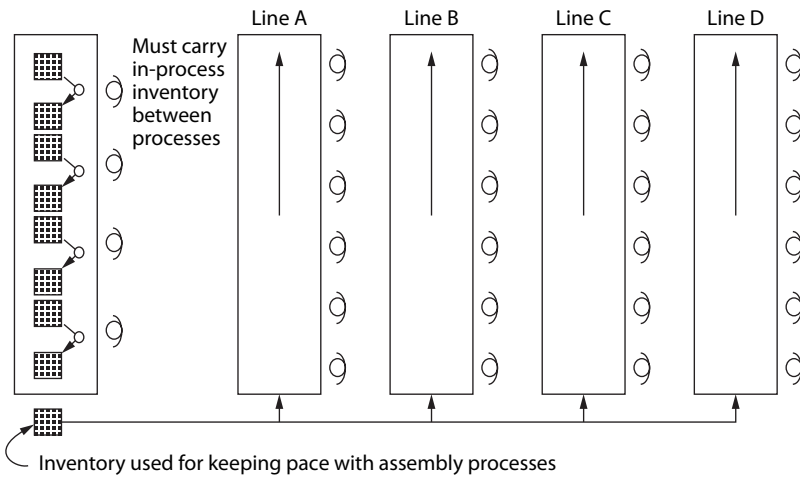 Line A
Line B
Line C
Line D
Must carry
in-process
inventory
between
processes
Inventory used for keeping pace with assembly processes